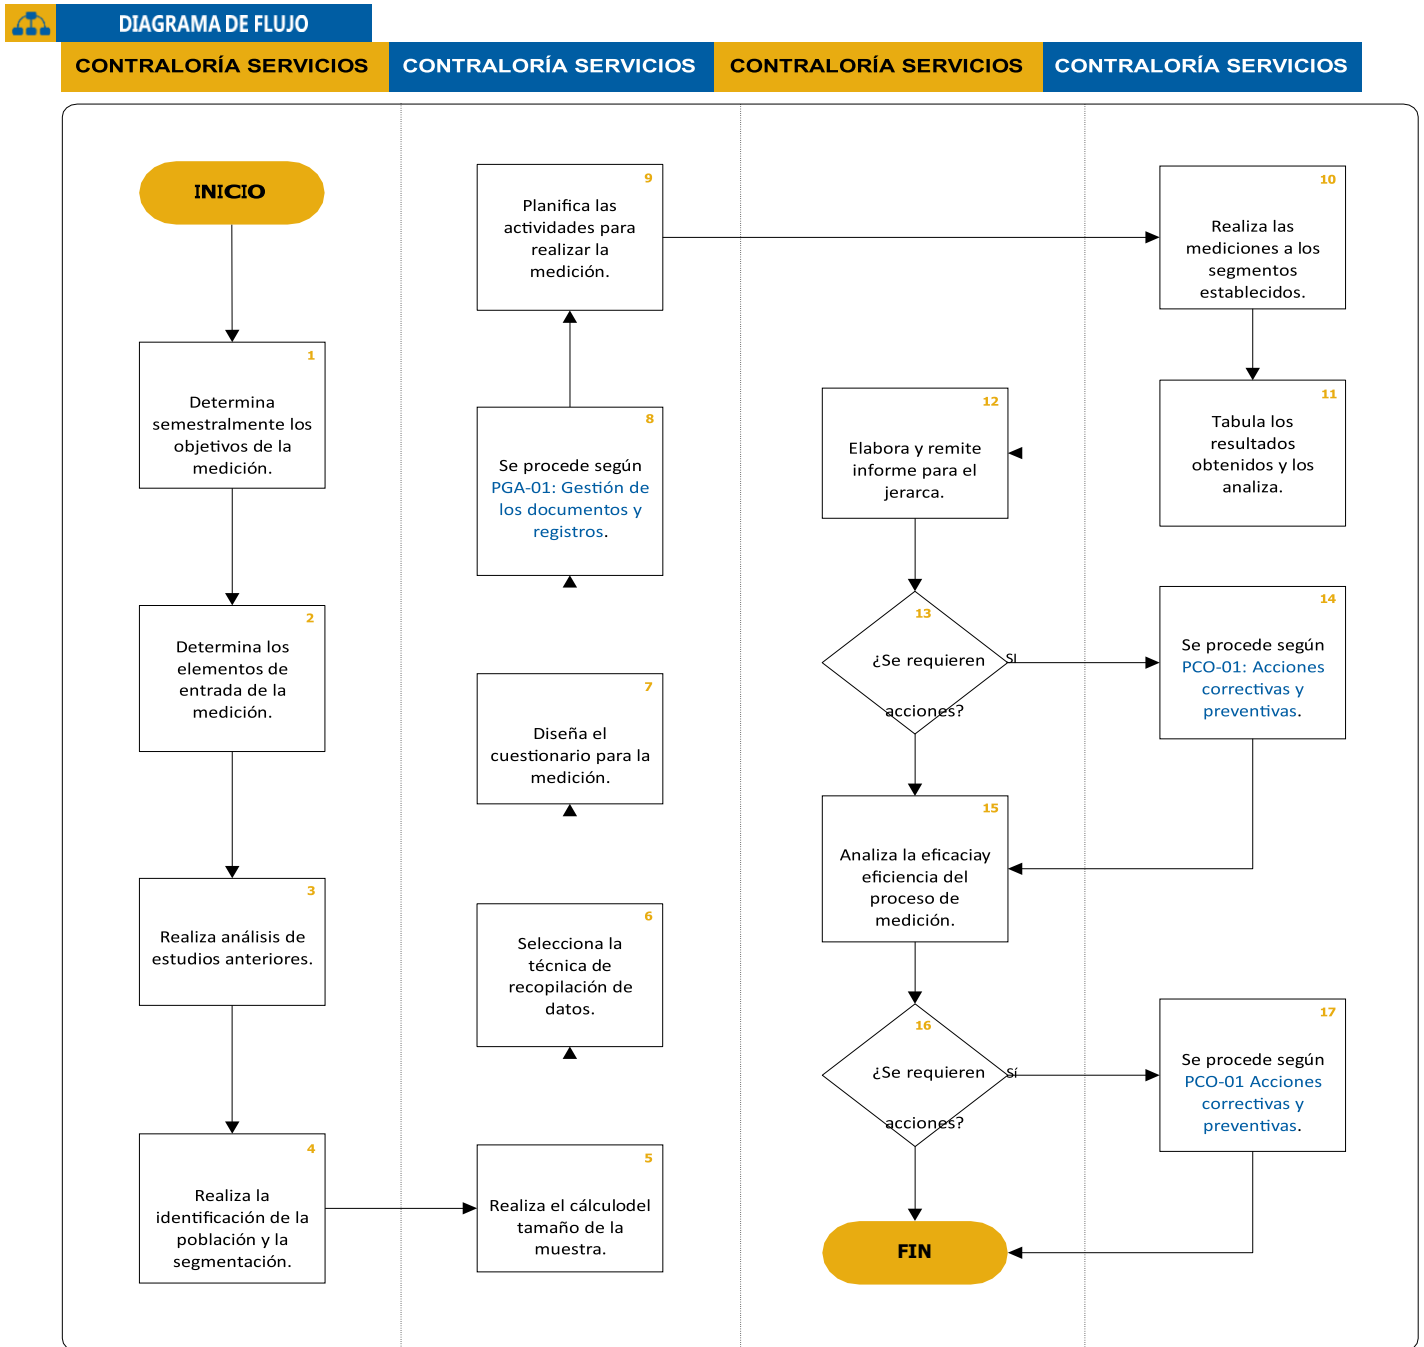 DIAGRAMA DE FLUJO
CONTRALORÍA SERVICIOS
CONTRALORÍA SERVICIOS
CONTRALORÍA SERVICIOS
CONTRALORÍA SERVICIOS
INICIO
1
Determina
semestralmente los
objetivos de la
medición.
2
Determina los
elementos de
entrada de la
medición.
3
Realiza análisis de
estudios anteriores.
4
Realiza la
identificación de la
población y la
segmentación.
5
Realiza el cálculodel
tamaño de la
muestra.
6
Selecciona la
técnica de
recopilación de
datos.
7
Diseña el
cuestionario para la
medición.
8
Se procede según
PGA-01: Gestión de
los documentos y
registros.
9
Planifica las
actividades para
realizar la
medición.
10
Realiza las
mediciones a los
segmentos
establecidos.
11
Tabula los
resultados
obtenidos y los
analiza.
12
Elabora y remite
informe para el
jerarca.
13
¿Se requieren
acciones?
SI
14
Se procede según
PCO-01: Acciones
correctivas y
preventivas.
15
Analiza la eficaciay
eficiencia del
proceso de
medición.
16
¿Se requieren
acciones?
Sí
17
Se procede según
PCO-01 Acciones
correctivas y
preventivas.
FIN